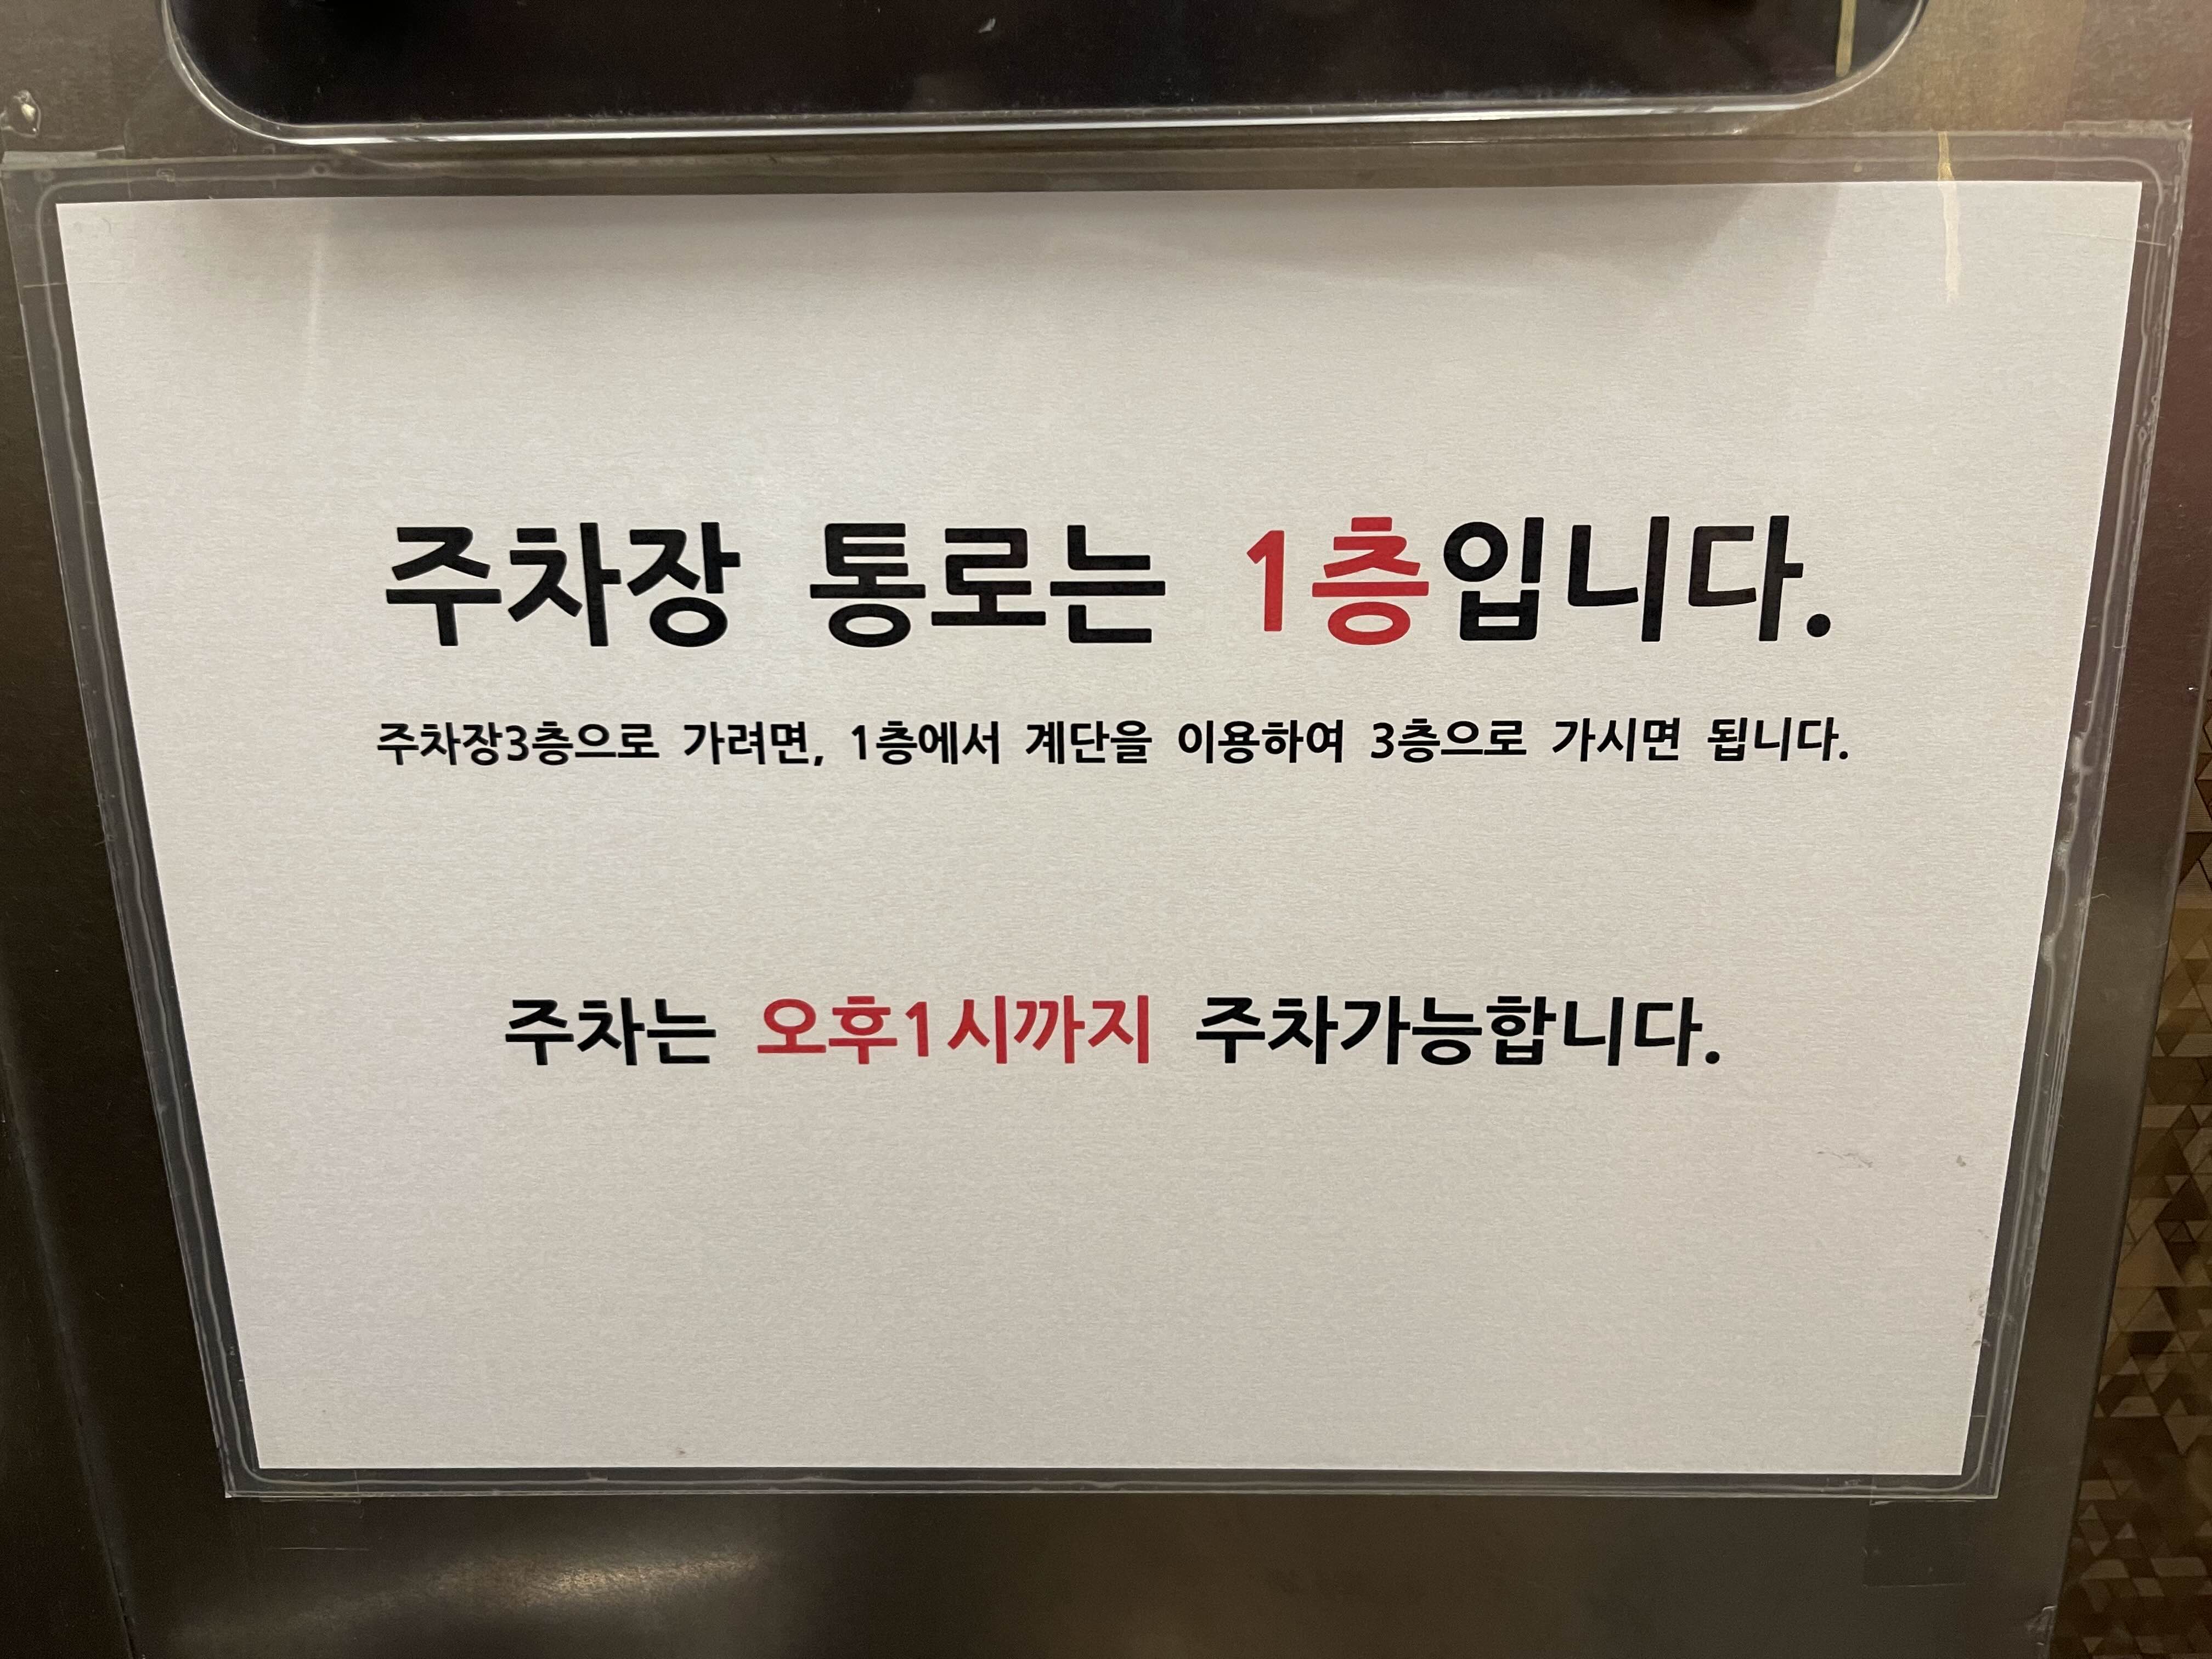 주차장 통로는 1층입니다.
주차장3층으로 가려면, 1층에서 계단을 이용하여 3층으로 가시면 됩니다.
주차는 오후1시까지 주차가능합니다.